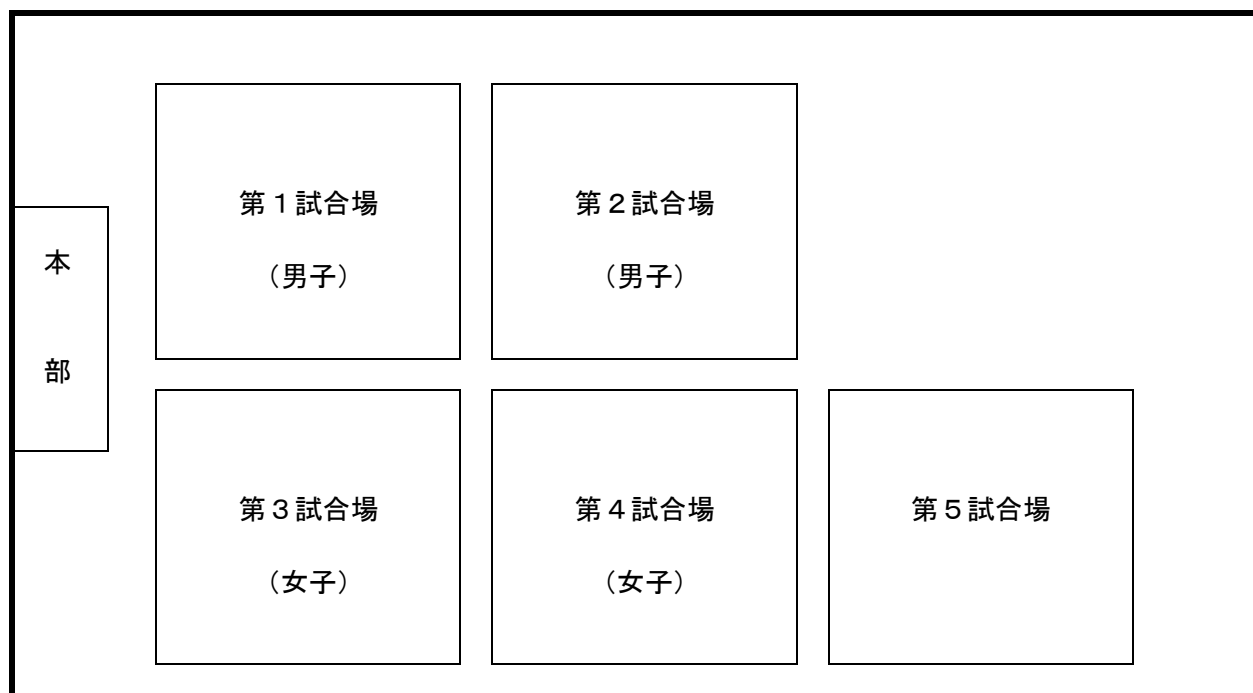 本部
第１試合場
（男子）
第２試合場
（男子）
第３試合場
（女子）
第４試合場
（女子）
第５試合場